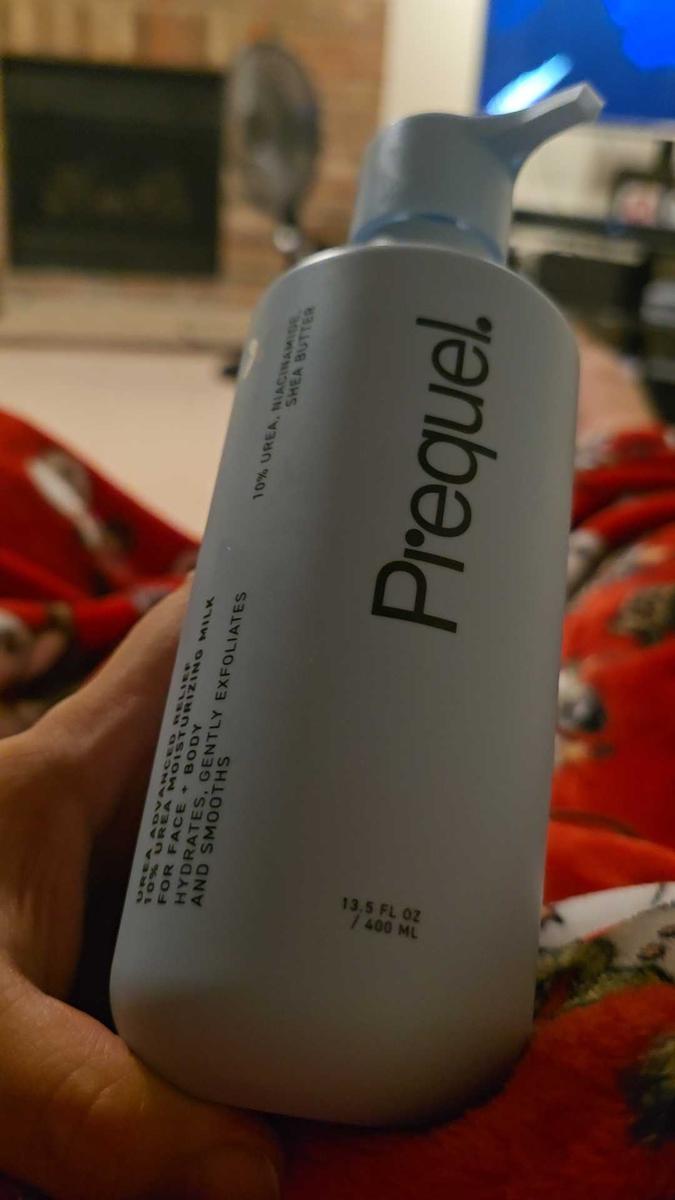 Prequel.
10% UREA, NIACINAMIDE,
SHEA BUTTER
UREA ADVANCED RELIEF
10% UREA MOISTURIZING MILK
FOR FACE + BODY
HYDRATES, GENTLY EXFOLIATES
AND SMOOTHS
13.5 FL OZ
/ 400 ML